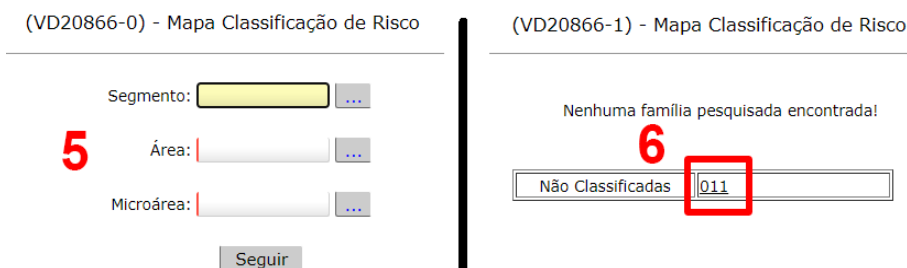 (VD20866-0) - Mapa Classificação de Risco
Segmento: ...
5
Área: ...
Microárea: ...
Seguir
(VD20866-1) - Mapa Classificação de Risco
Nenhuma família pesquisada encontrada!
6
Não Classificadas 011